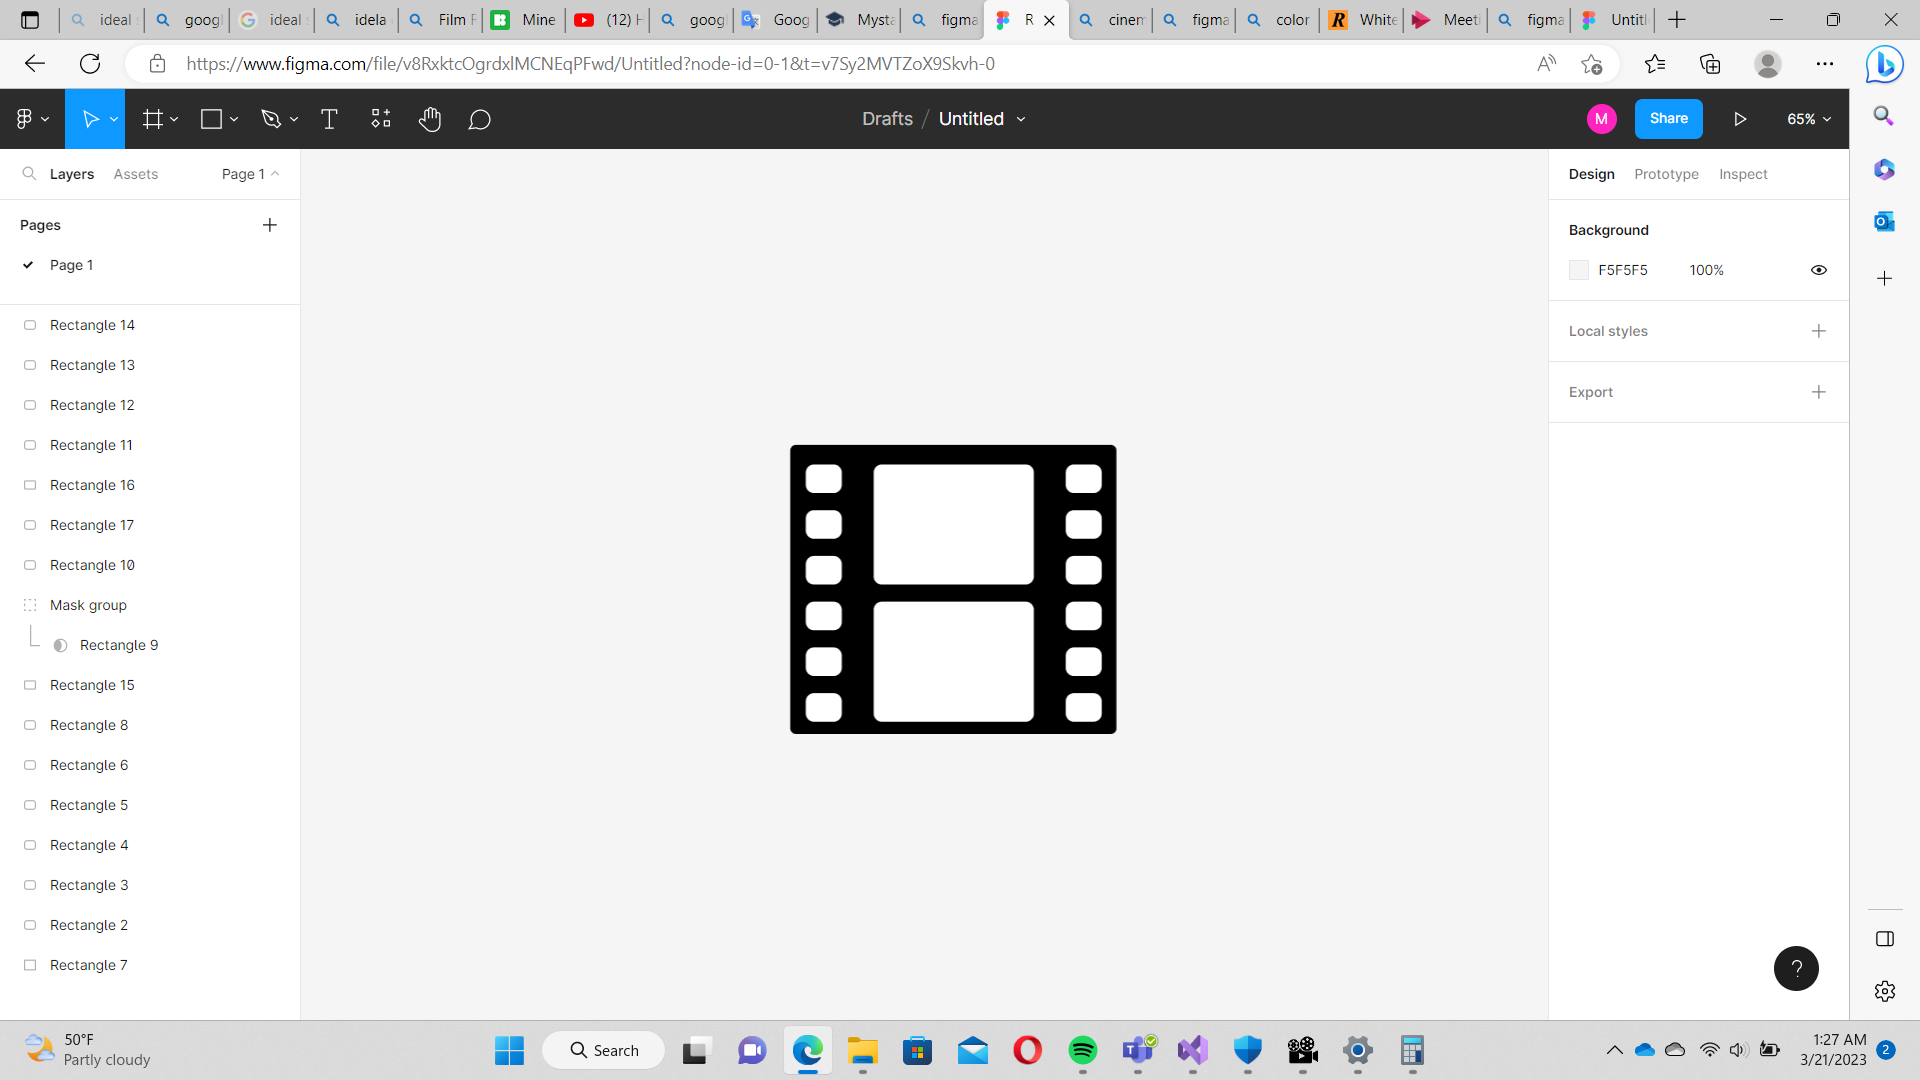 ideal
googl
ideal
idela
Film F
Mine
(12) H
goog
Goog
Mysta
figma
R
cinem
figma
color
White
Meeti
figma
Untitl
https://www.figma.com/file/v8RxktcOgrdxlMCNEqPFwd/Untitled?node-id=0-1&t=v7Sy2MVTZoX9Skvh-0
Drafts / Untitled
M
Share
65%
Layers Assets Page 1
Design Prototype Inspect
Pages
Page 1
Background
F5F5F5 100%
Local styles
Export
Rectangle 14
Rectangle 13
Rectangle 12
Rectangle 11
Rectangle 16
Rectangle 17
Rectangle 10
Mask group
Rectangle 9
Rectangle 15
Rectangle 8
Rectangle 6
Rectangle 5
Rectangle 4
Rectangle 3
Rectangle 2
Rectangle 7
?
50°F
Partly cloudy
Search
1:27 AM
3/21/2023
2